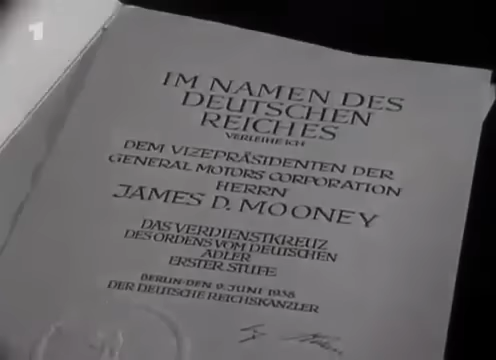 1
IM NAMEN DES
DEUTSCHEN
REICHES
VERLEIHE ICH
DEM VIZEPRÄSIDENTEN DER
GENERAL MOTORS CORPORATION
HERRN
JAMES D. MOONEY
DAS VERDIENSTKREUZ
DES ORDENS VOM DEUTSCHEN
ADLER
ERSTER STUFE
BERLIN · DEN 9. JUNI 1938
DER DEUTSCHE REICHSKANZLER